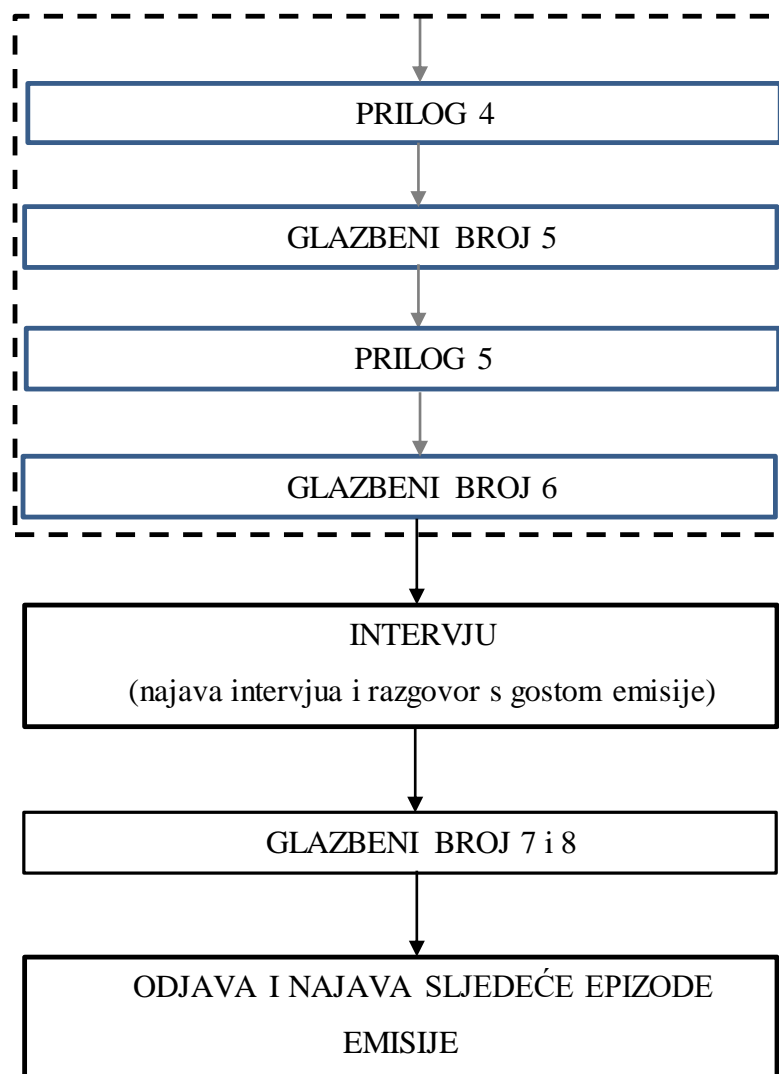 PRILOG 4
GLAZBENI BROJ 5
PRILOG 5
GLAZBENI BROJ 6
INTERVJU
(najava intervjua i razgovor s gostom emisije)
GLAZBENI BROJ 7 i 8
ODJAVA I NAJAVA SLJEDEĆE EPIZODE
EMISIJE